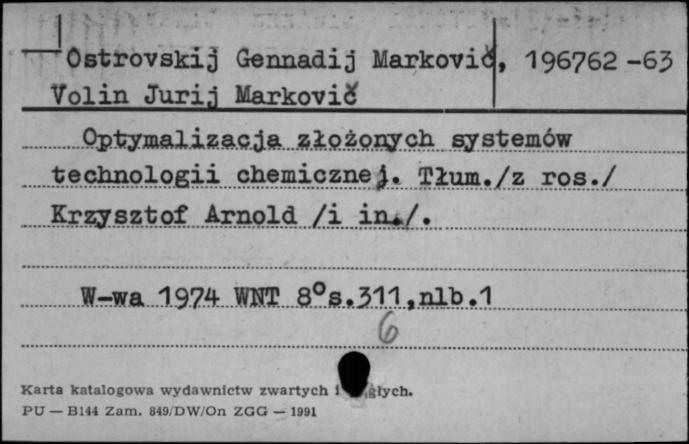 Ostrovskij Gennadij Markovič, 196762-63
Volin Jurij Markovič
Optymalizacja złożonych systemów
technologii chemicznej. Tłum./z ros./
Krzysztof Arnold /i in./.
W-wa 1974 WNT 8°s.311,nlb.1
6
Karta katalogowa wydawnictw zwartych i głych.
PU — B144 Zam. 849/DW/On ZGG — 1991